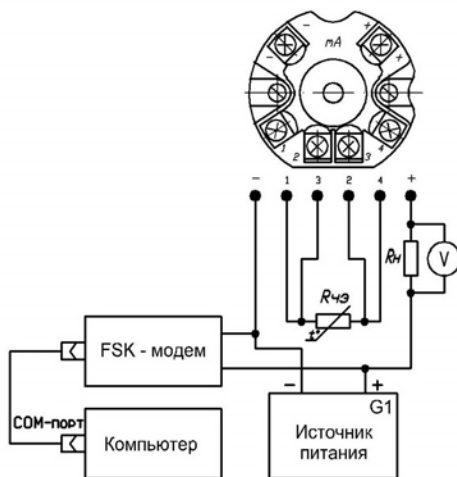 - mA +
- +
1 2 3 4
- 1 3 2 4 +
Rн V
Rчэ
t°
FSK - модем
- +
G1
COM-порт
Компьютер
Источник
питания